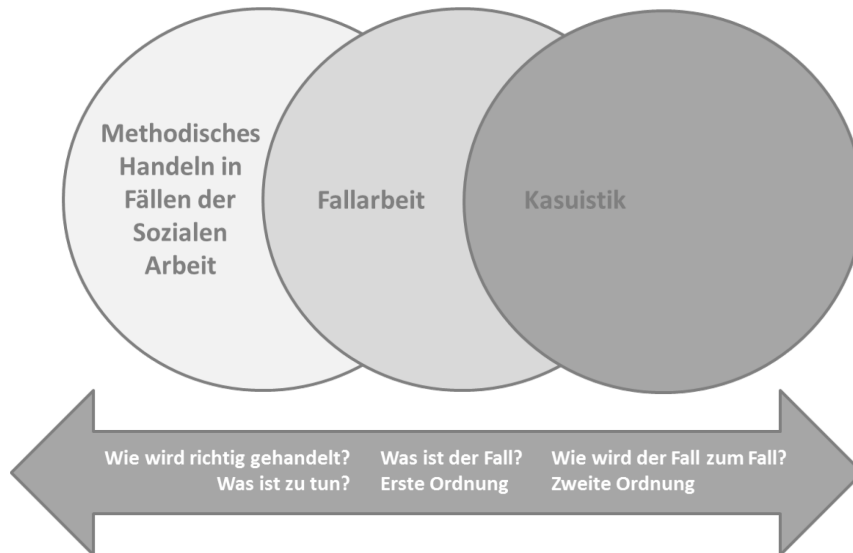 Methodisches
Handeln in
Fällen der
Sozialen
Arbeit
Fallarbeit
Kasuistik
Wie wird richtig gehandelt?
Was ist zu tun?
Was ist der Fall?
Erste Ordnung
Wie wird der Fall zum Fall?
Zweite Ordnung